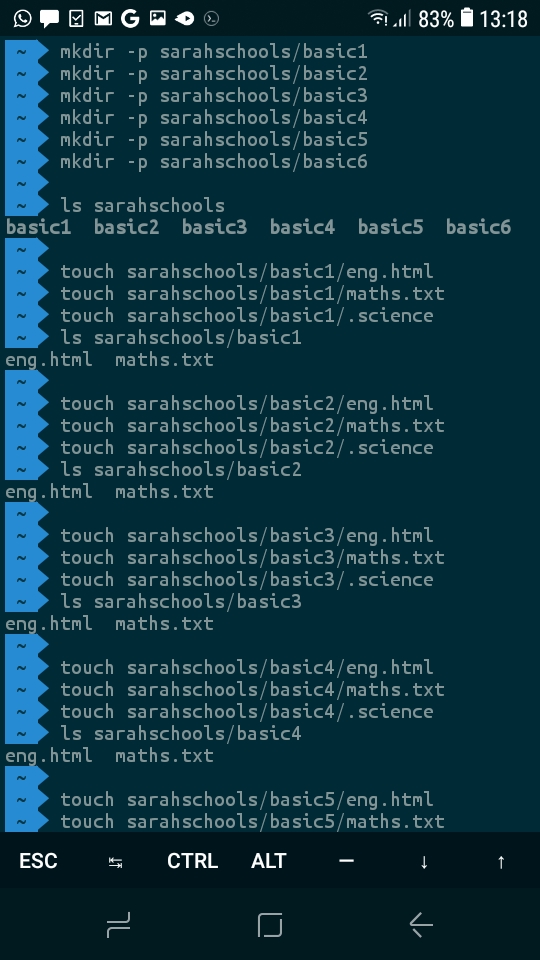 83% 13:18
~ mkdir -p sarahschools/basic1
~ mkdir -p sarahschools/basic2
~ mkdir -p sarahschools/basic3
~ mkdir -p sarahschools/basic4
~ mkdir -p sarahschools/basic5
~ mkdir -p sarahschools/basic6
~
~ ls sarahschools
basic1 basic2 basic3 basic4 basic5 basic6
~
~ touch sarahschools/basic1/eng.html
~ touch sarahschools/basic1/maths.txt
~ touch sarahschools/basic1/.science
~ ls sarahschools/basic1
eng.html maths.txt
~
~ touch sarahschools/basic2/eng.html
~ touch sarahschools/basic2/maths.txt
~ touch sarahschools/basic2/.science
~ ls sarahschools/basic2
eng.html maths.txt
~
~ touch sarahschools/basic3/eng.html
~ touch sarahschools/basic3/maths.txt
~ touch sarahschools/basic3/.science
~ ls sarahschools/basic3
eng.html maths.txt
~
~ touch sarahschools/basic4/eng.html
~ touch sarahschools/basic4/maths.txt
~ touch sarahschools/basic4/.science
~ ls sarahschools/basic4
eng.html maths.txt
~
~ touch sarahschools/basic5/eng.html
~ touch sarahschools/basic5/maths.txt
ESC ↹ CTRL ALT — ↓ ↑